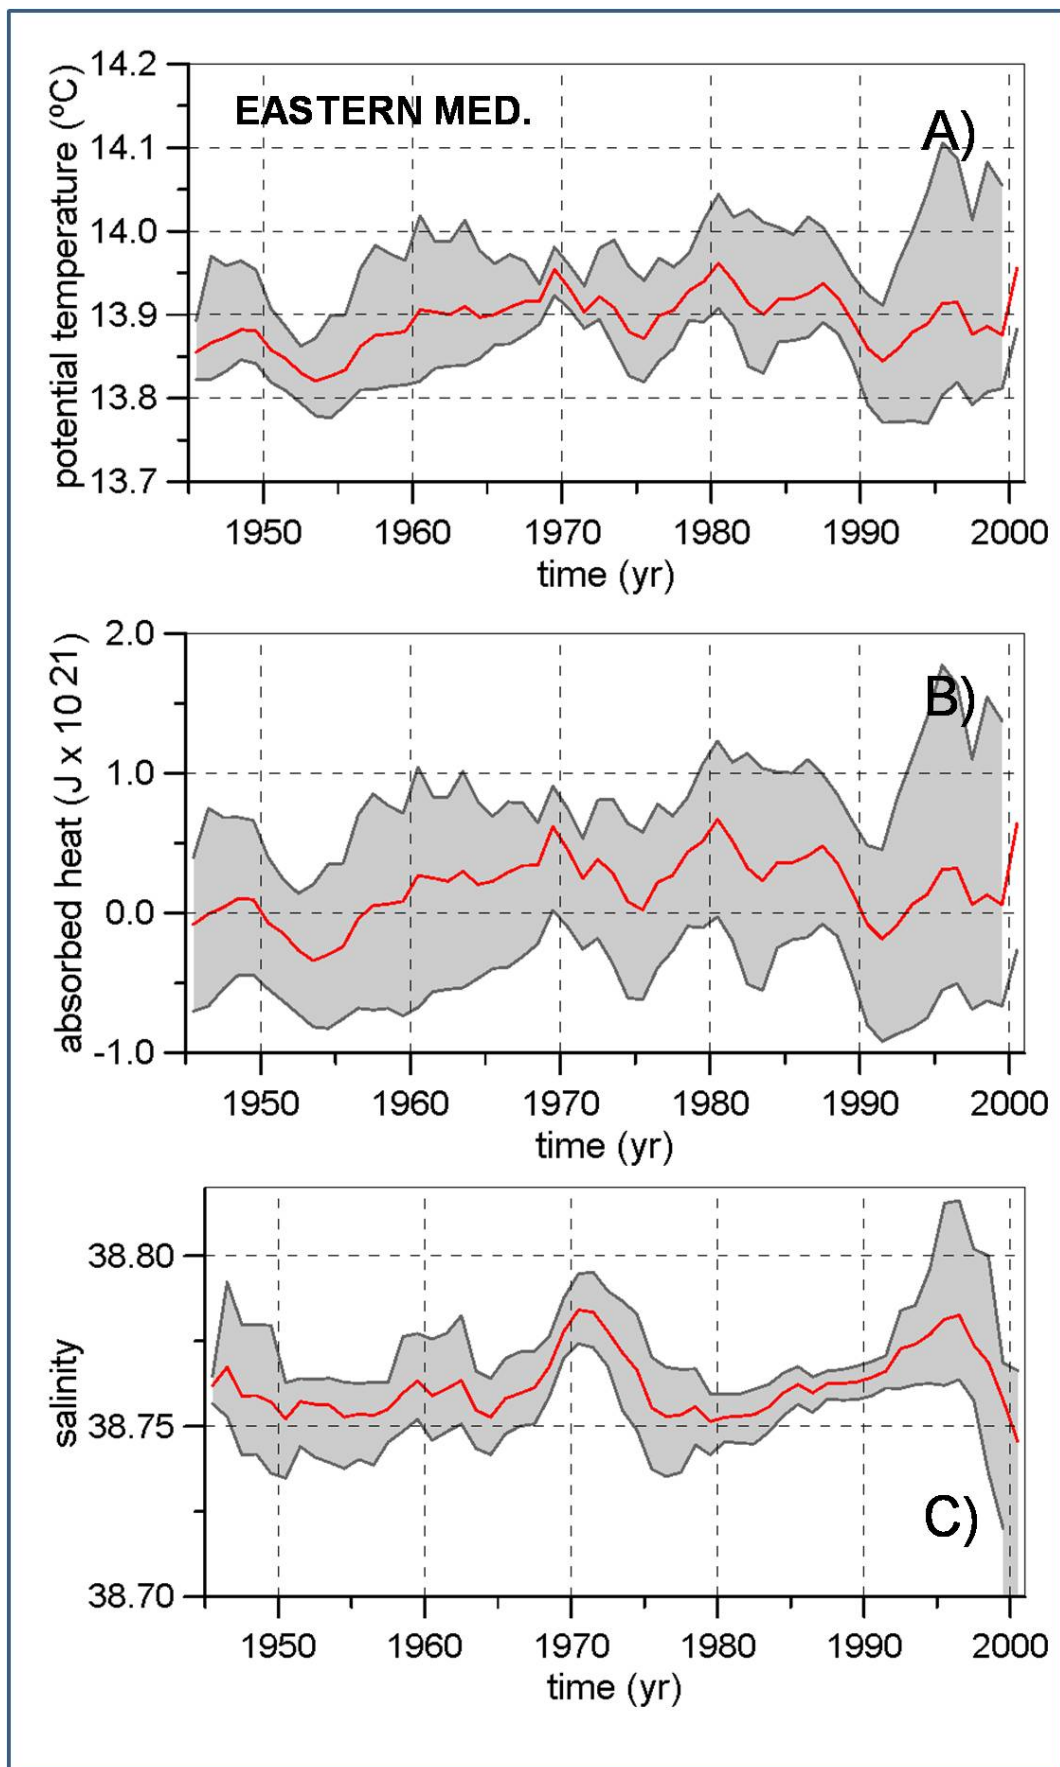 14.2
EASTERN MED.
A)
14.1
14.0
13.9
13.8
13.7
potential temperature (ºC)
1950 1960 1970 1980 1990 2000
time (yr)
2.0
B)
1.0
0.0
-1.0
absorbed heat (J x 10 21)
1950 1960 1970 1980 1990 2000
time (yr)
38.80
38.75
C)
38.70
salinity
1950 1960 1970 1980 1990 2000
time (yr)